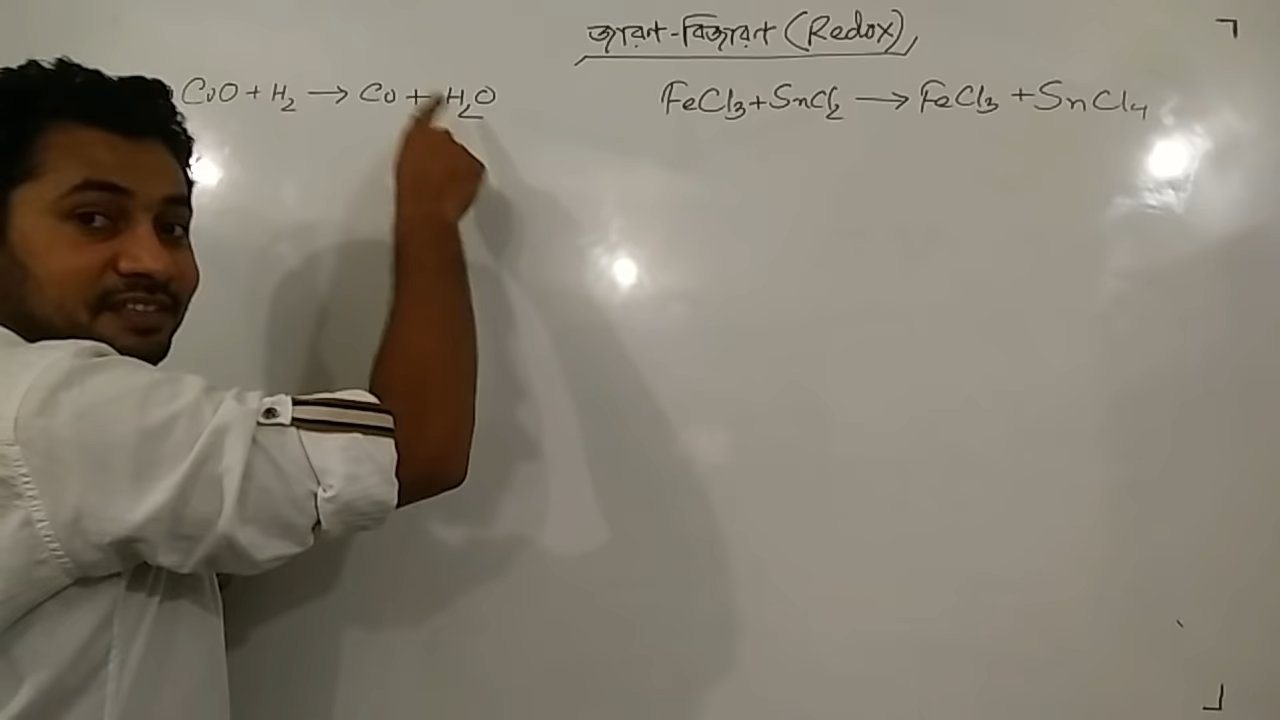 জারণ-বিজারণ (Redox),
CuO + H₂ → Cu + H₂O
FeCl₃ + SnCl₂ → FeCl₃ + SnCl₄